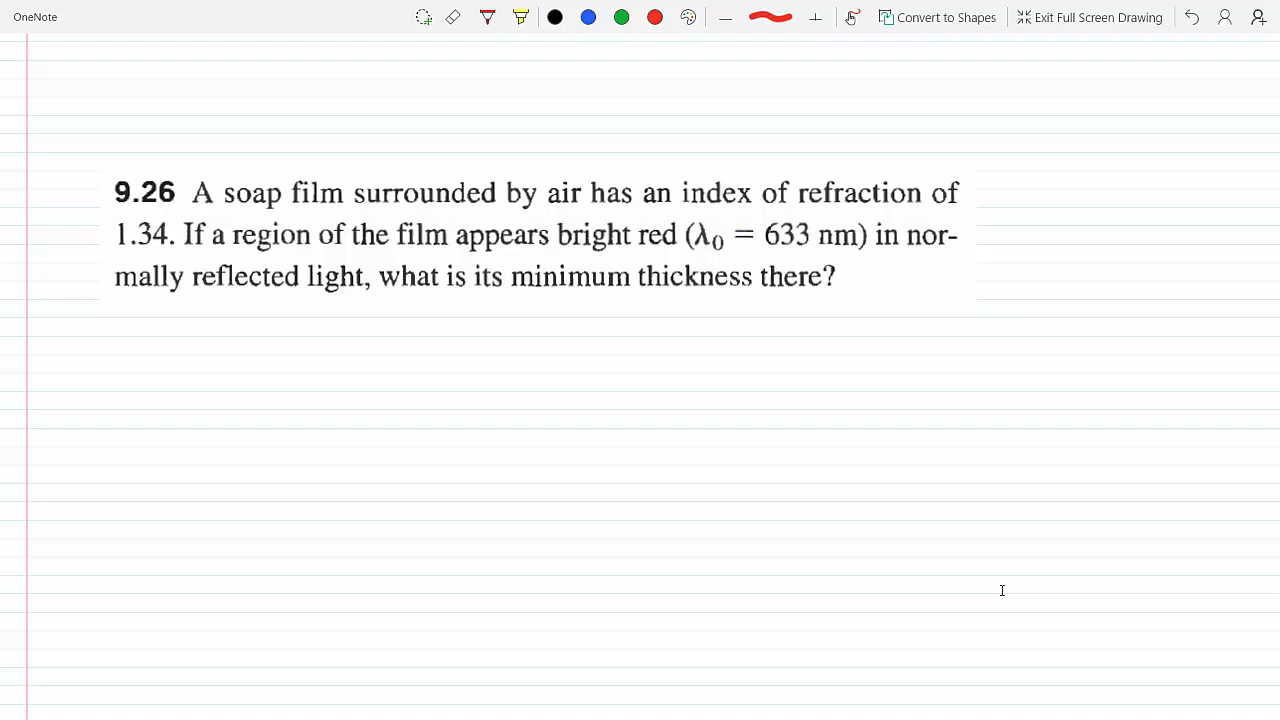 OneNote
Convert to Shapes
Exit Full Screen Drawing
9.26 A soap film surrounded by air has an index of refraction of
1.34. If a region of the film appears bright red (λ₀ = 633 nm) in nor-
mally reflected light, what is its minimum thickness there?